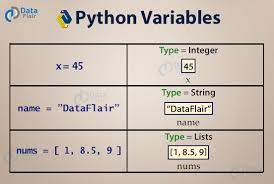 Data
Flair
Python Variables
x = 45
Type = Integer
45
x
name = "DataFlair"
Type = String
"DataFlair"
name
nums = [ 1, 8.5, 9 ]
Type = Lists
[1, 8.5, 9]
nums